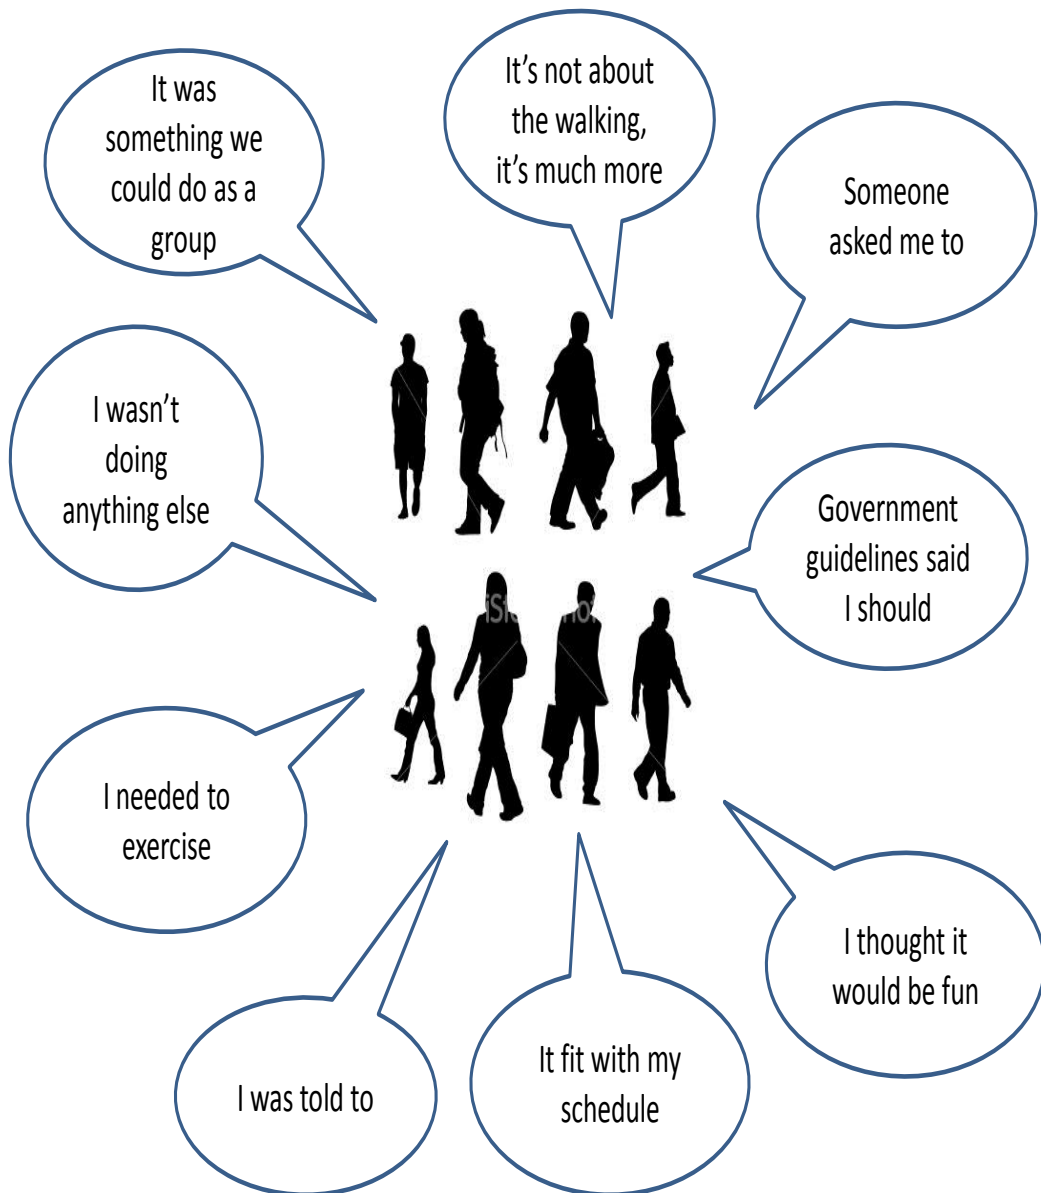 It was
something we
could do as a
group
It's not about
the walking,
it's much more
Someone
asked me to
I wasn't
doing
anything else
Government
guidelines said
I should
I needed to
exercise
I thought it
would be fun
I was told to
It fit with my
schedule